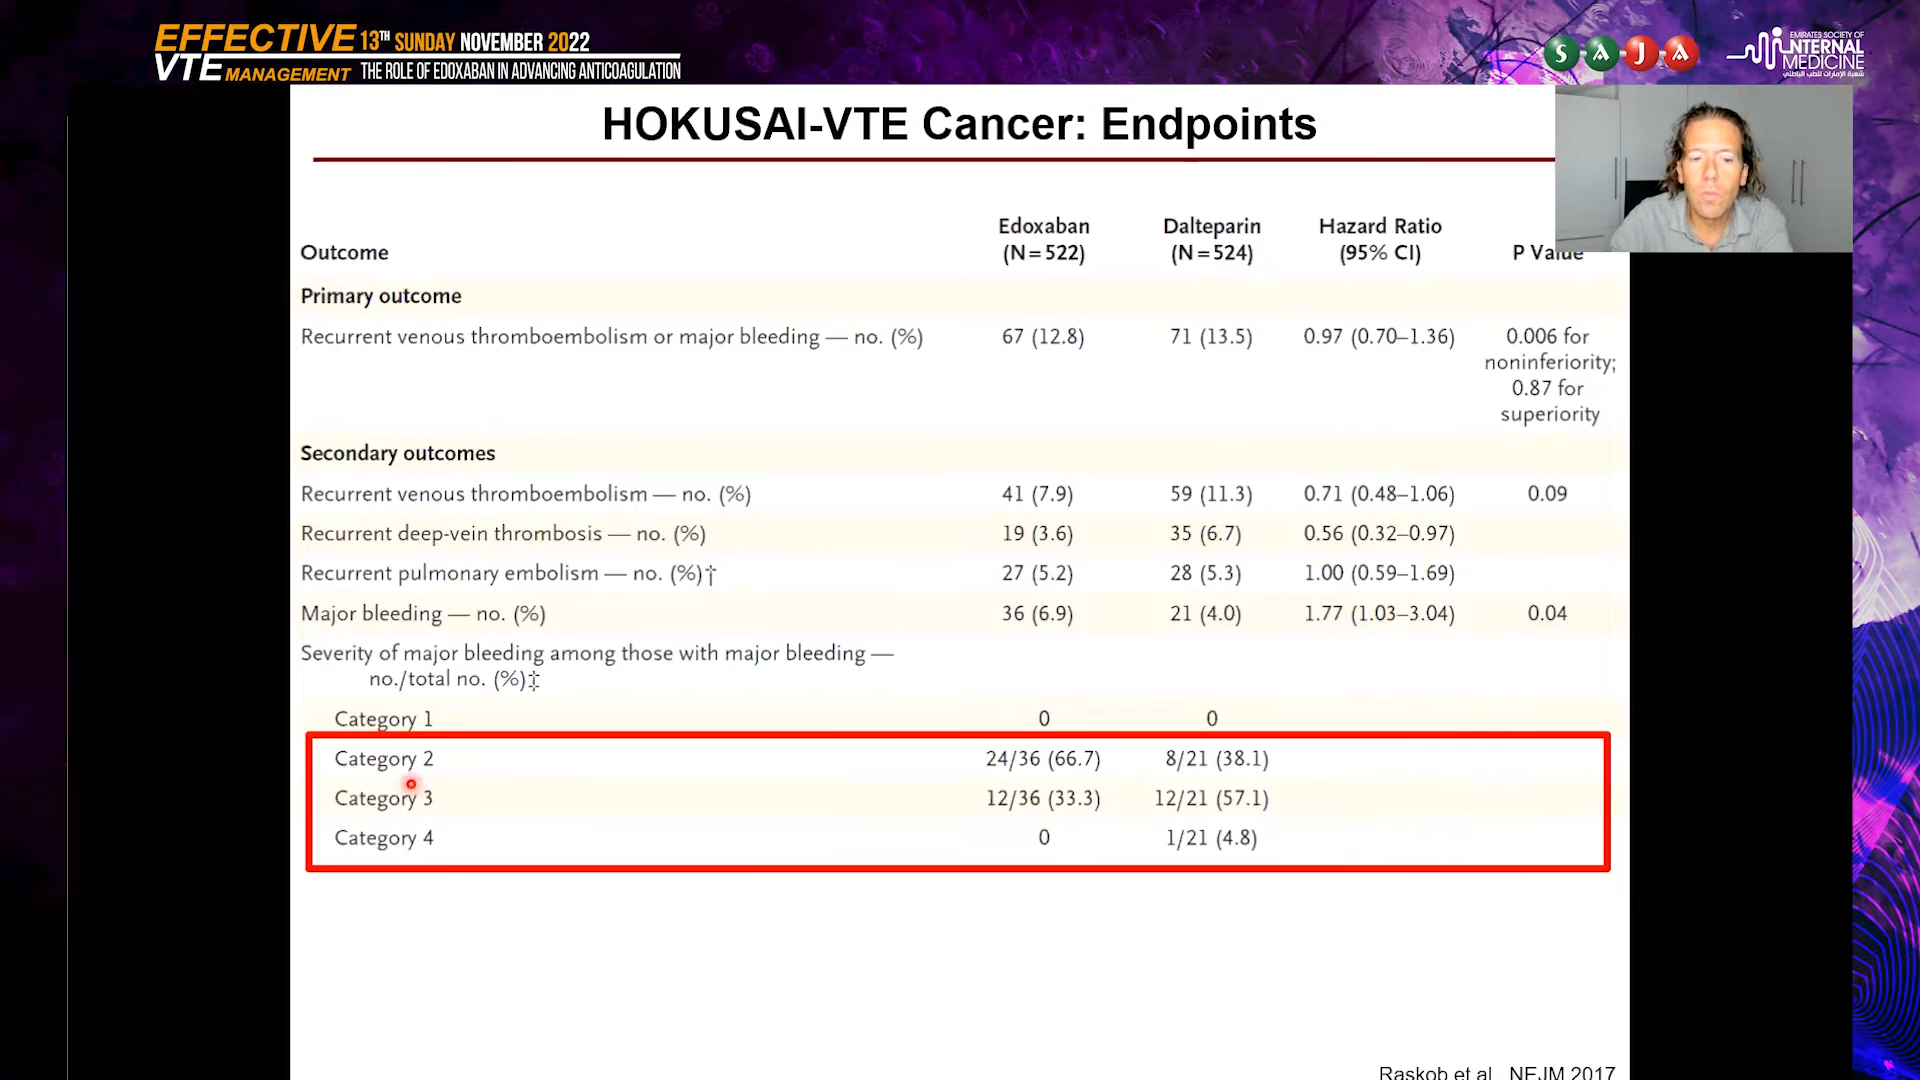 EFFECTIVE 13TH SUNDAY NOVEMBER 2022
VTE MANAGEMENT THE ROLE OF EDOXABAN IN ADVANCING ANTICOAGULATION
SAJA
EMIRATES SOCIETY OF
INTERNAL
MEDICINE
شعبة الإمارات للطب الباطني
HOKUSAI-VTE Cancer: Endpoints
Outcome Edoxaban (N=522) Dalteparin (N=524) Hazard Ratio (95% CI) P Value
Primary outcome
Recurrent venous thromboembolism or major bleeding — no. (%) 67 (12.8) 71 (13.5) 0.97 (0.70–1.36) 0.006 for
noninferiority;
0.87 for
superiority
Secondary outcomes
Recurrent venous thromboembolism — no. (%) 41 (7.9) 59 (11.3) 0.71 (0.48–1.06) 0.09
Recurrent deep-vein thrombosis — no. (%) 19 (3.6) 35 (6.7) 0.56 (0.32–0.97)
Recurrent pulmonary embolism — no. (%)† 27 (5.2) 28 (5.3) 1.00 (0.59–1.69)
Major bleeding — no. (%) 36 (6.9) 21 (4.0) 1.77 (1.03–3.04) 0.04
Severity of major bleeding among those with major bleeding —
no./total no. (%)‡
Category 1 0 0
Category 2 24/36 (66.7) 8/21 (38.1)
Category 3 12/36 (33.3) 12/21 (57.1)
Category 4 0 1/21 (4.8)
Raskob et al., NEJM 2017